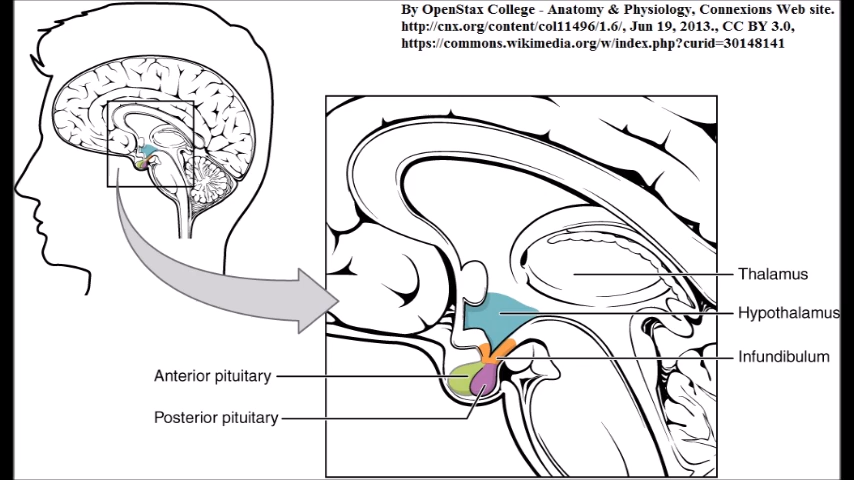 By OpenStax College - Anatomy & Physiology, Connexions Web site.
http://cnx.org/content/col11496/1.6/, Jun 19, 2013., CC BY 3.0,
https://commons.wikimedia.org/w/index.php?curid=30148141
Thalamus
Hypothalamus
Infundibulum
Anterior pituitary
Posterior pituitary